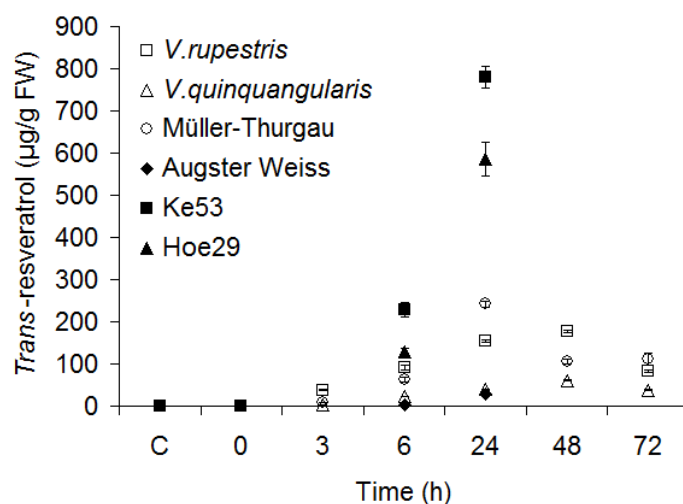 Trans-resveratrol (µg/g FW)
900
800
700
600
500
400
300
200
100
0
V.rupestris
V.quinquangularis
Müller-Thurgau
Augster Weiss
Ke53
Hoe29
C 0 3 6 24 48 72
Time (h)